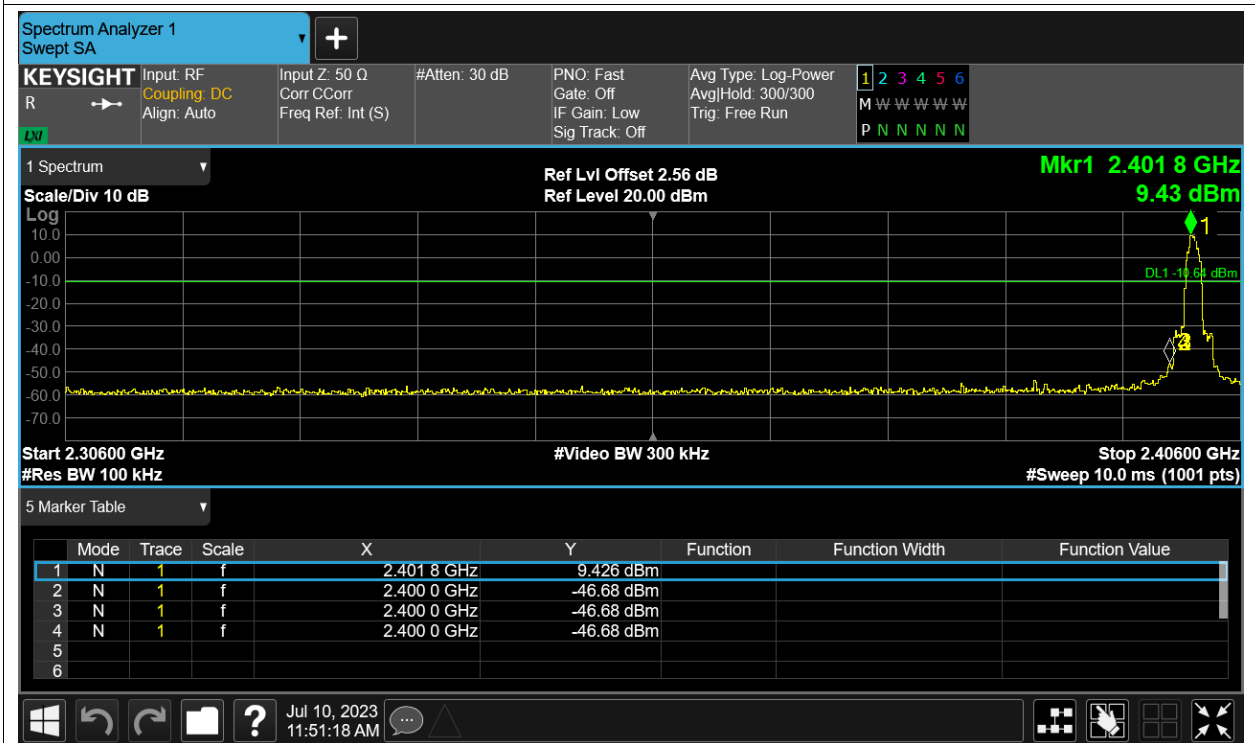 Spectrum Analyzer 1
Swept SA
KEYSIGHT Input: RF Input Z: 50 Ω #Atten: 30 dB PNO: Fast Avg Type: Log-Power 1 2 3 4 5 6
R Coupling: DC Corr CCorr Gate: Off Avg|Hold: 300/300 M W W W W W W
Align: Auto Freq Ref: Int (S) IF Gain: Low Trig: Free Run
LXI Sig Track: Off P N N N N N N
1 Spectrum Ref Lvl Offset 2.56 dB Mkr1 2.401 8 GHz
Scale/Div 10 dB Ref Level 20.00 dBm 9.43 dBm
Log
1
10.0
0.00
DL1 -10.64 dBm
-10.0
-20.0
-30.0
-40.0
-50.0
-60.0
-70.0
Start 2.30600 GHz #Video BW 300 kHz Stop 2.40600 GHz
#Res BW 100 kHz #Sweep 10.0 ms (1001 pts)
5 Marker Table
Mode Trace Scale X Y Function Function Width Function Value
1 N 1 f 2.401 8 GHz 9.426 dBm
2 N 1 f 2.400 0 GHz -46.68 dBm
3 N 1 f 2.400 0 GHz -46.68 dBm
4 N 1 f 2.400 0 GHz -46.68 dBm
5
6
? Jul 10, 2023
11:51:18 AM